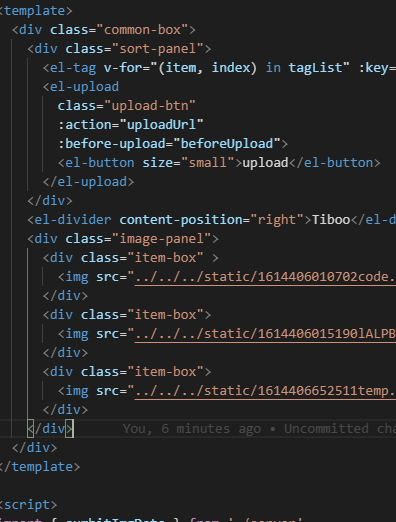 <template>
<div class="common-box">
<div class="sort-panel">
<el-tag v-for="(item, index) in tagList" :key=
<el-upload
class="upload-btn"
:action="uploadUrl"
:before-upload="beforeUpload">
<el-button size="small">upload</el-button>
</el-upload>
</div>
<el-divider content-position="right">Tiboo</el-d
<div class="image-panel">
<div class="item-box" >
<img src="../../../static/1614406010702code.
</div>
<div class="item-box">
<img src="../../../static/1614406015190lALPB
</div>
<div class="item-box">
<img src="../../../static/1614406652511temp.
</div>
</div> You, 6 minutes ago • Uncommitted cha
</div>
</template>
<script>